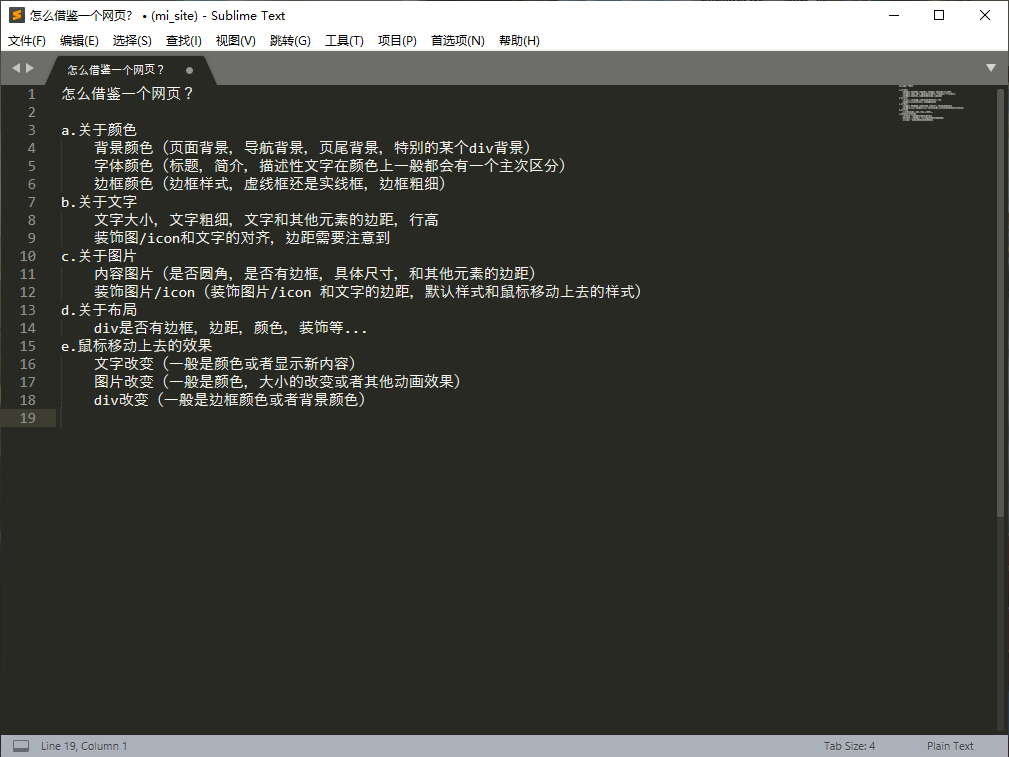 怎么借鉴一个网页? • (mi_site) - Sublime Text
文件(F) 编辑(E) 选择(S) 查找(I) 视图(V) 跳转(G) 工具(T) 项目(P) 首选项(N) 帮助(H)
怎么借鉴一个网页？
1 怎么借鉴一个网页？
2
3 a.关于颜色
4 背景颜色（页面背景，导航背景，页尾背景，特别的某个div背景）
5 字体颜色（标题，简介，描述性文字在颜色上一般都会有一个主次区分）
6 边框颜色（边框样式，虚线框还是实线框，边框粗细）
7 b.关于文字
8 文字大小，文字粗细，文字和其他元素的边距，行高
9 装饰图/icon和文字的对齐，边距需要注意到
10 c.关于图片
11 内容图片（是否圆角，是否有边框，具体尺寸，和其他元素的边距）
12 装饰图片/icon（装饰图片/icon 和文字的边距，默认样式和鼠标移动上去的样式）
13 d.关于布局
14 div是否有边框，边距，颜色，装饰等...
15 e.鼠标移动上去的效果
16 文字改变（一般是颜色或者显示新内容）
17 图片改变（一般是颜色，大小的改变或者其他动画效果）
18 div改变（一般是边框颜色或者背景颜色）
19
Line 19, Column 1 Tab Size: 4 Plain Text